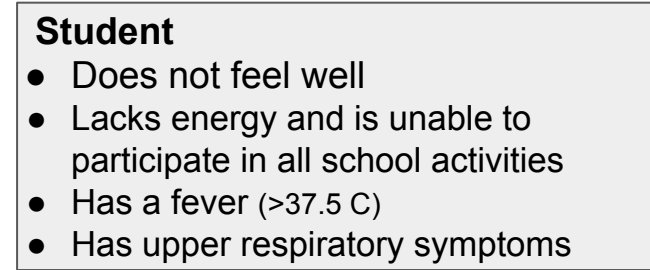 Student
● Does not feel well
● Lacks energy and is unable to
participate in all school activities
● Has a fever (>37.5 C)
● Has upper respiratory symptoms